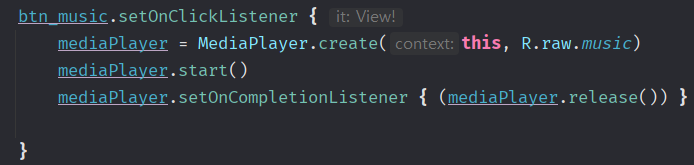 btn_music.setOnClickListener { it: View!
mediaPlayer = MediaPlayer.create( context: this, R.raw.music)
mediaPlayer.start()
mediaPlayer.setOnCompletionListener { (mediaPlayer.release()) }
}